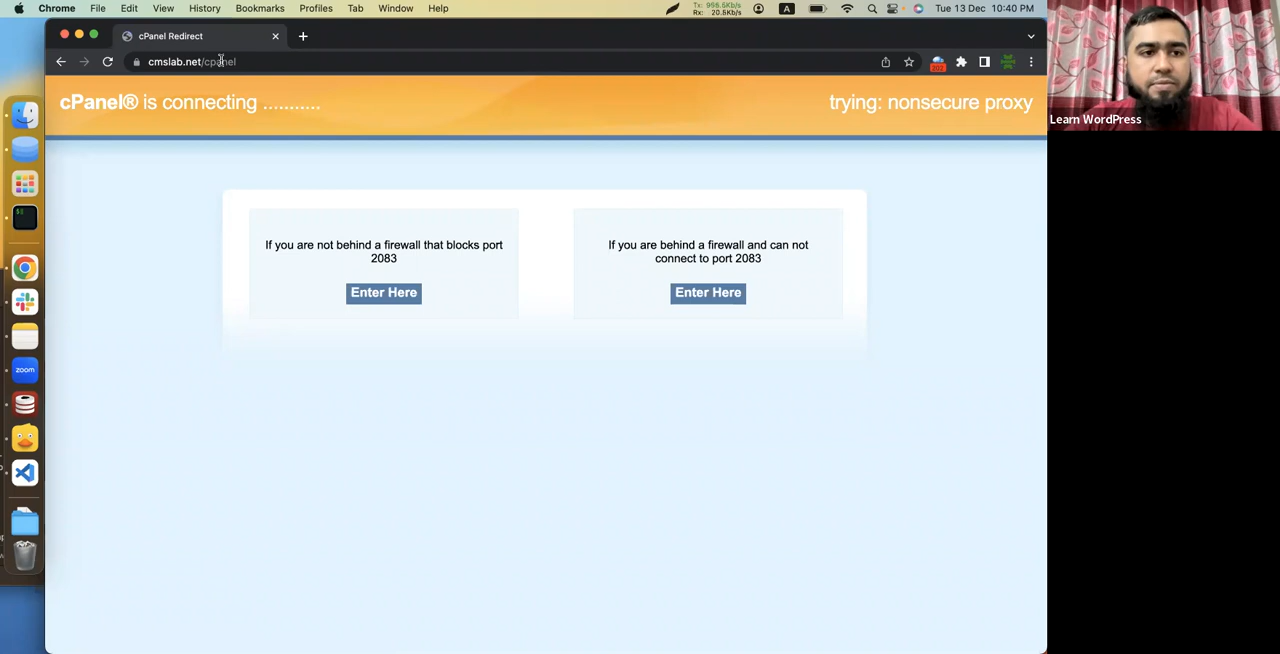 Chrome File Edit View History Bookmarks Profiles Tab Window Help
A
Tue 13 Dec 10:40 PM
cPanel Redirect
cmslab.net/cpanel
cPanel® is connecting ...........
trying: nonsecure proxy
Learn WordPress
If you are not behind a firewall that blocks port
2083
Enter Here
If you are behind a firewall and can not
connect to port 2083
Enter Here
zoom